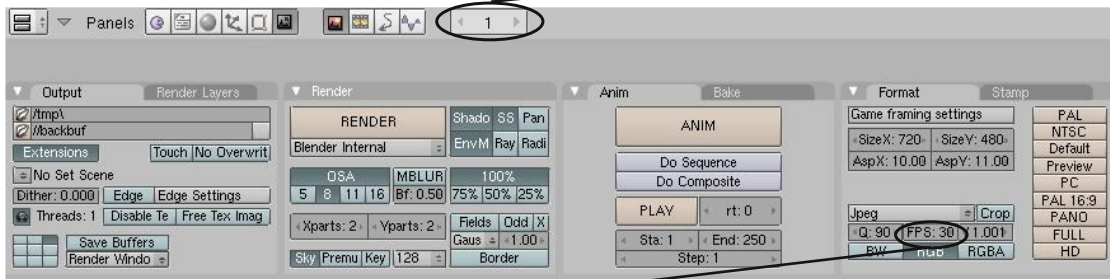 Panels 1
Output Render Layers
/tmp\
//backbuf
Extensions Touch No Overwrit
No Set Scene
Dither: 0.000 Edge Edge Settings
Threads: 1 Disable Te Free Tex Imag
Save Buffers
Render Windo
Render
RENDER Shado SS Pan
Blender Internal EnvM Ray Radi
OSA MBLUR 100%
5 8 11 16 Bf: 0.50 75% 50% 25%
Xparts: 2 Yparts: 2 Fields Odd X
Gaus 1.00
Sky Premu Key 128 Border
Anim Bake
ANIM
Do Sequence
Do Composite
PLAY rt: 0
Sta: 1 End: 250
Step: 1
Format Stamp
Game framing settings
SizeX: 720 SizeY: 480
AspX: 10.00 AspY: 11.00
Jpeg Crop
Q: 90 FPS: 30 1.001
BW RGB RGBA
PAL
NTSC
Default
Preview
PC
PAL 16:9
PANO
FULL
HD